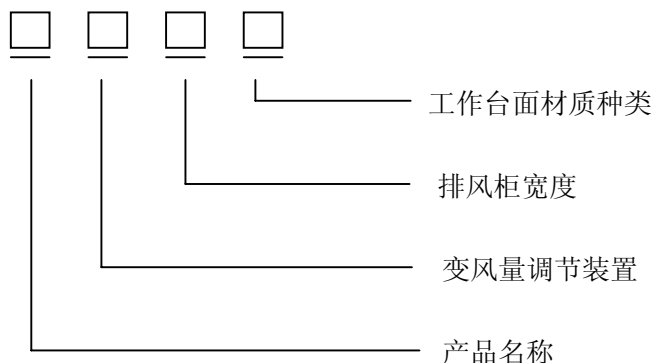 工作台面材质种类
排风柜宽度
变风量调节装置
产品名称